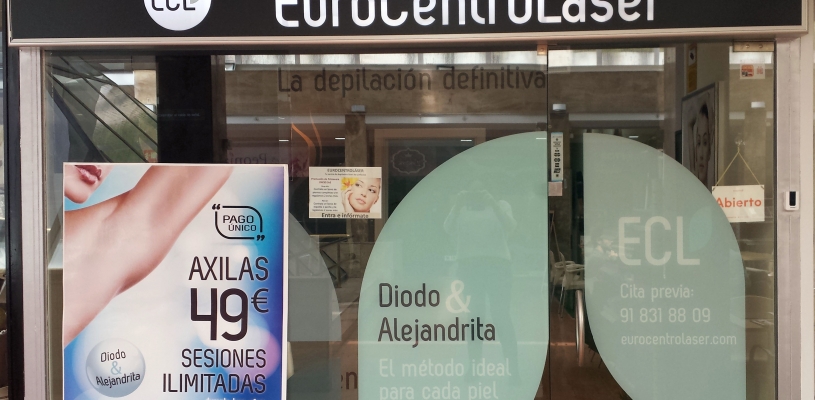 ECL
EuroCentroLaser
La depilación definitiva
EUROCENTROLÁSER
Entra e infórmate
Abierto
"PAGO
ÚNICO"
AXILAS
49€
SESIONES
ILIMITADAS
Diodo
& Alejandrita
Diodo &
Alejandrita
El método ideal
para cada piel
ECL
Cita previa:
91 831 88 09
eurocentrolaser.com